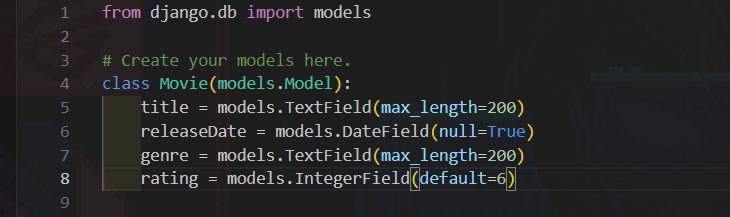 1 from django.db import models
2
3 # Create your models here.
4 class Movie(models.Model):
5     title = models.TextField(max_length=200)
6     releaseDate = models.DateField(null=True)
7     genre = models.TextField(max_length=200)
8     rating = models.IntegerField(default=6)
9